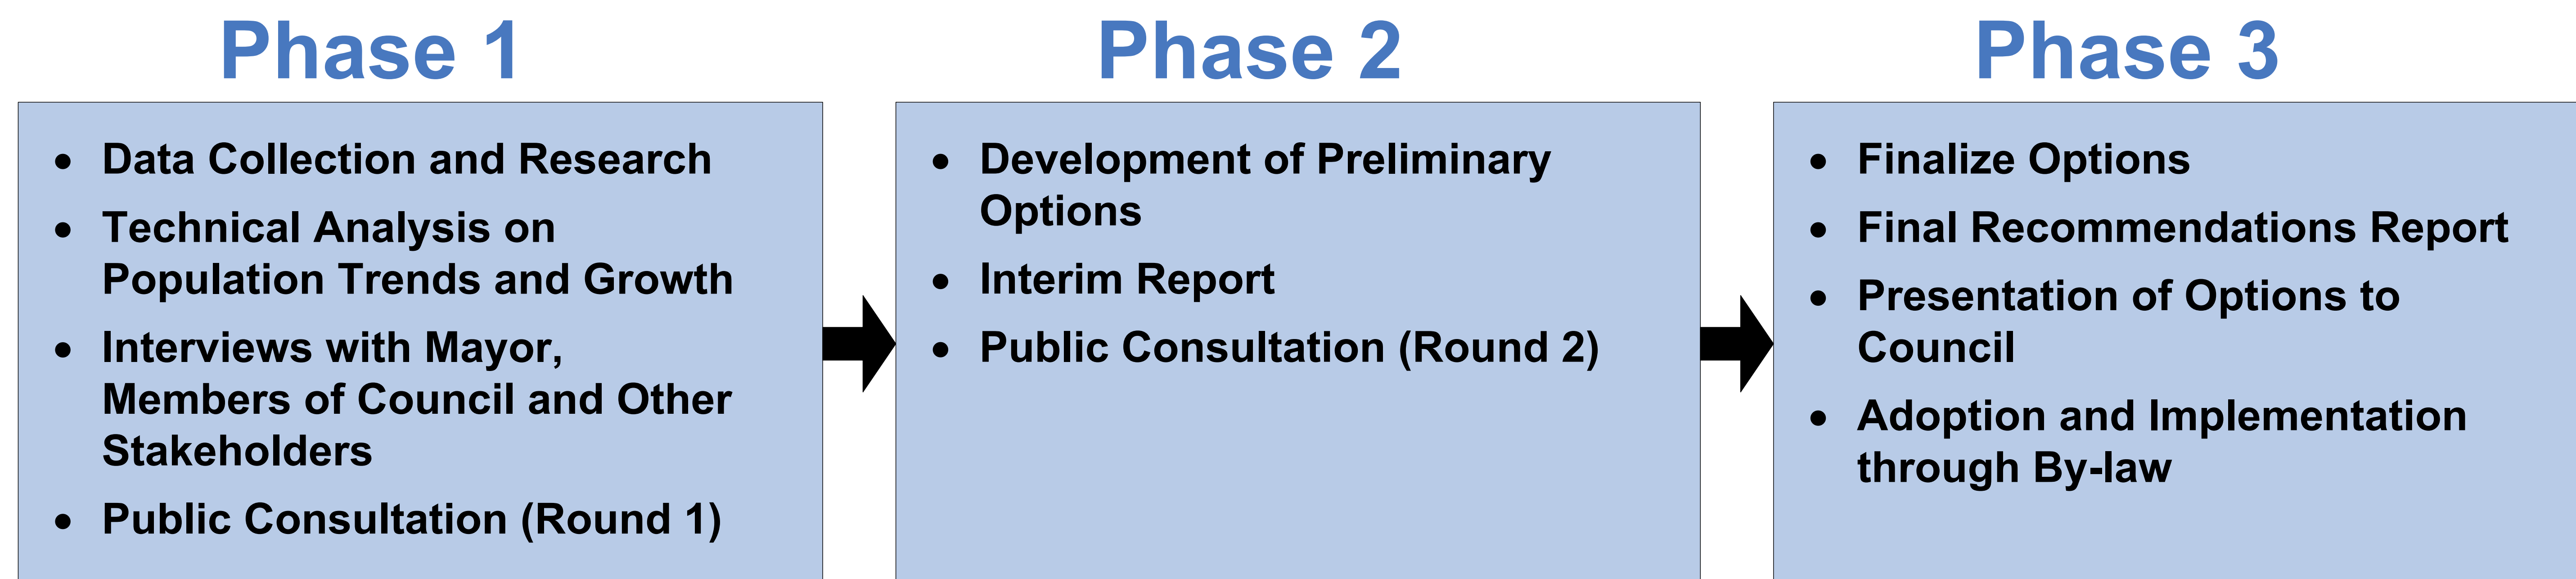 Phase 1
• Data Collection and Research
• Technical Analysis on
Population Trends and Growth
• Interviews with Mayor,
Members of Council and Other
Stakeholders
• Public Consultation (Round 1)
Phase 2
• Development of Preliminary
Options
• Interim Report
• Public Consultation (Round 2)
Phase 3
• Finalize Options
• Final Recommendations Report
• Presentation of Options to
Council
• Adoption and Implementation
through By-law